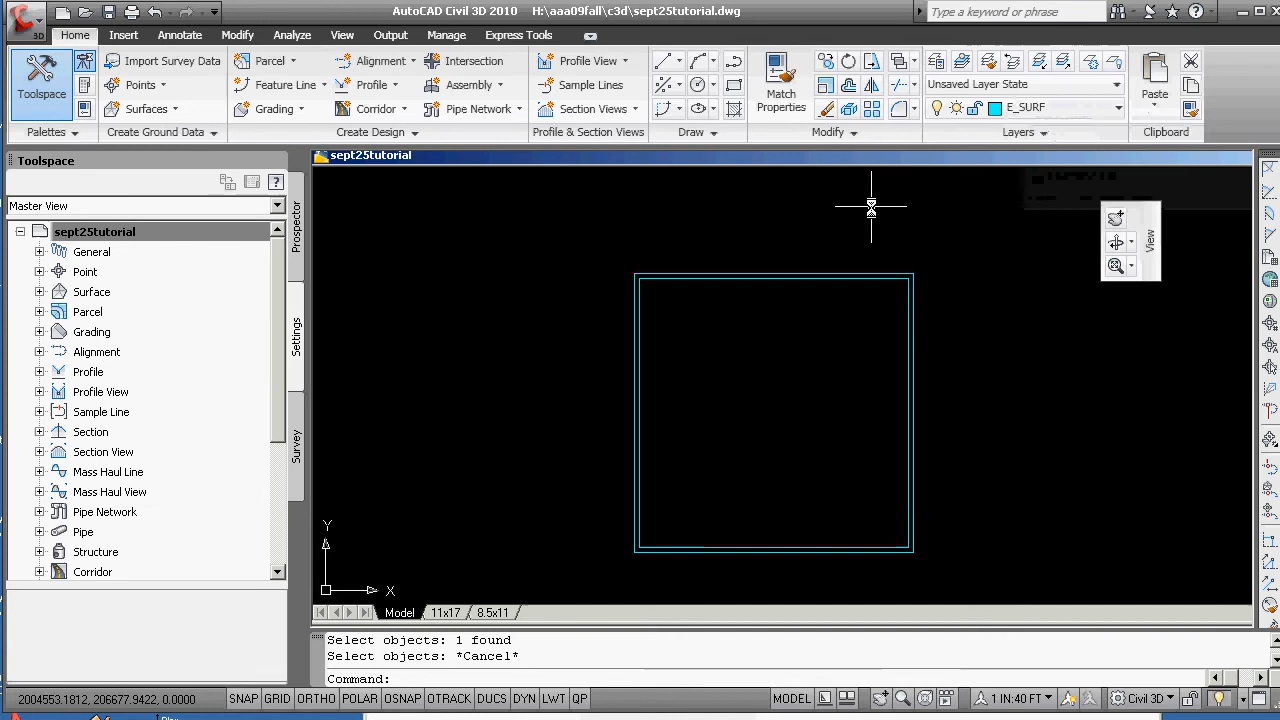 AutoCAD Civil 3D 2010 H:\aaa09fall\c3d\sept25tutorial.dwg
Type a keyword or phrase
3D
Home Insert Annotate Modify Analyze View Output Manage Express Tools
Toolspace
Import Survey Data
Points
Surfaces
Parcel
Feature Line
Grading
Alignment
Profile
Corridor
Intersection
Assembly
Pipe Network
Profile View
Sample Lines
Section Views
Match
Properties
Unsaved Layer State
E_SURF
Paste
Palettes
Create Ground Data
Create Design
Profile & Section Views
Draw
Modify
Layers
Clipboard
Toolspace
Master View
sept25tutorial
General
Point
Surface
Parcel
Grading
Alignment
Profile
Profile View
Sample Line
Section
Section View
Mass Haul Line
Mass Haul View
Pipe Network
Pipe
Structure
Corridor
Prospector
Settings
Survey
sept25tutorial
View
Y
X
Model 11x17 8.5x11
Select objects: 1 found
Select objects: *Cancel*
Command:
2004553.1812, 206677.9422, 0.0000
SNAP GRID ORTHO POLAR OSNAP OTRACK DUCS DYN LWT QP
MODEL
1 IN:40 FT
Civil 3D